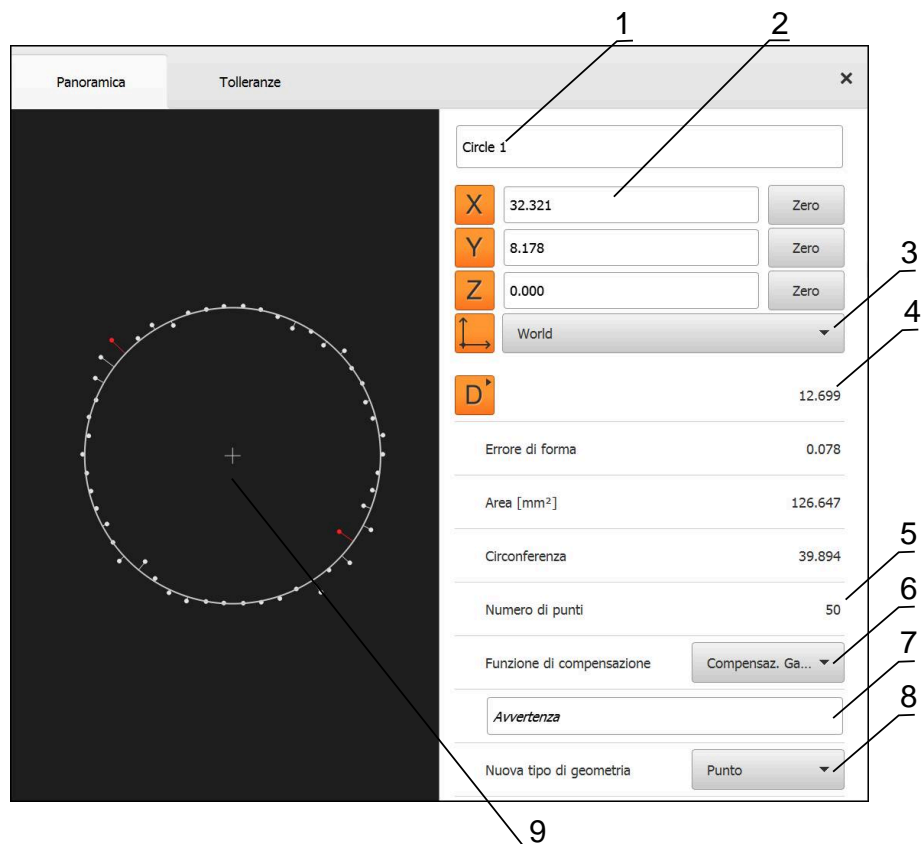 1
2
Panoramica Tolleranze ×
Circle 1
X 32.321 Zero
Y 8.178 Zero
3
Z 0.000 Zero
4
World
D 12.699
Errore di forma 0.078
Area [mm²] 126.647
5
Circonferenza 39.894
6
Numero di punti 50
7
Funzione di compensazione Compensaz. Ga...
8
Avvertenza
Nuova tipo di geometria Punto
9